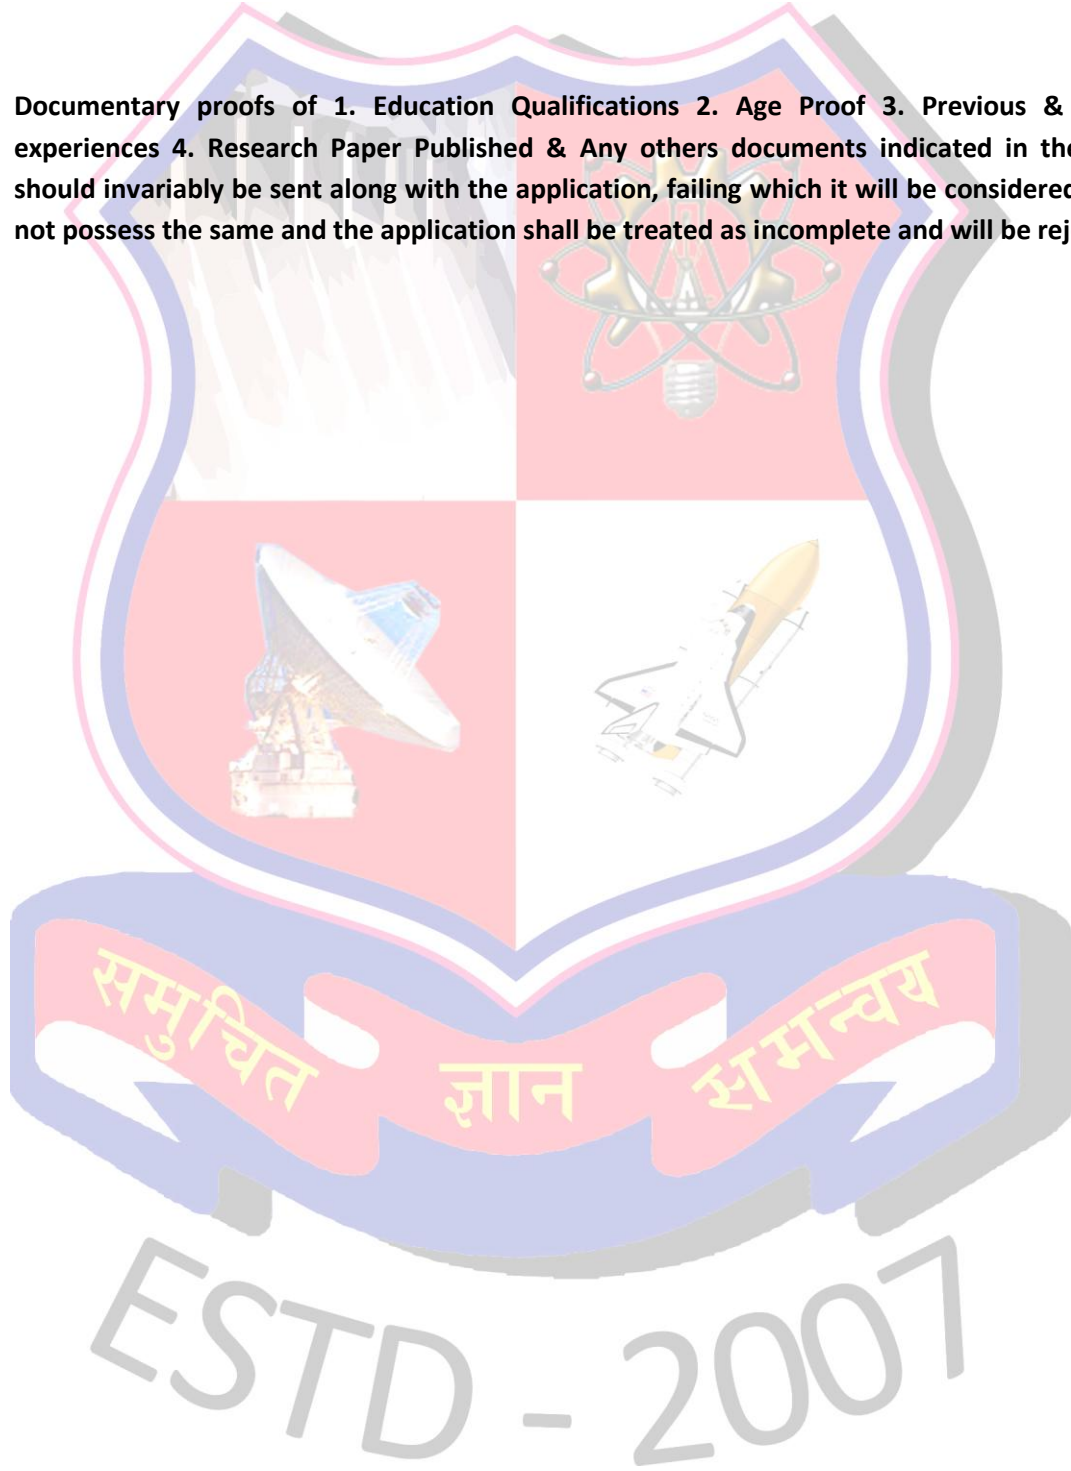 Documentary proofs of 1. Education Qualifications 2. Age Proof 3. Previous &
experiences 4. Research Paper Published & Any others documents indicated in the
should invariably be sent along with the application, failing which it will be considered
not possess the same and the application shall be treated as incomplete and will be rej
समुचित ज्ञान समन्वय
ESTD - 2007